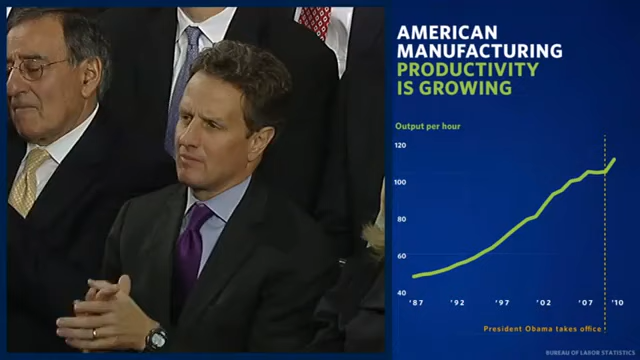 AMERICAN
MANUFACTURING
PRODUCTIVITY
IS GROWING
Output per hour
120
100
80
60
40
'87 '92 '97 '02 '07 '10
President Obama takes office
BUREAU OF LABOR STATISTICS